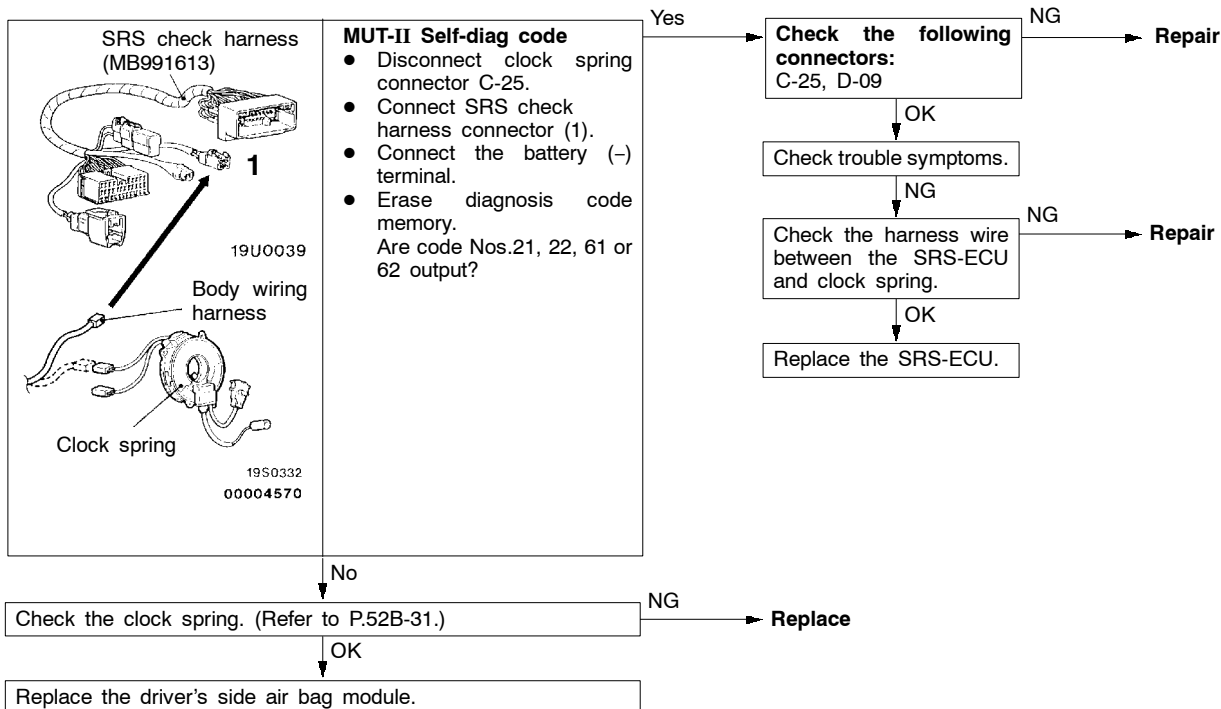 SRS check harness
(MB991613)
1
19U0039
Body wiring
harness
Clock spring
19S0332
00004570
MUT-II Self-diag code
● Disconnect clock spring
connector C-25.
● Connect SRS check
harness connector (1).
● Connect the battery (–)
terminal.
● Erase diagnosis code
memory.
Are code Nos.21, 22, 61 or
62 output?
Yes
Check the following
connectors:
C-25, D-09
NG
Repair
OK
Check trouble symptoms.
NG
Check the harness wire
between the SRS-ECU
and clock spring.
NG
Repair
OK
Replace the SRS-ECU.
No
Check the clock spring. (Refer to P.52B-31.)
NG
Replace
OK
Replace the driver's side air bag module.